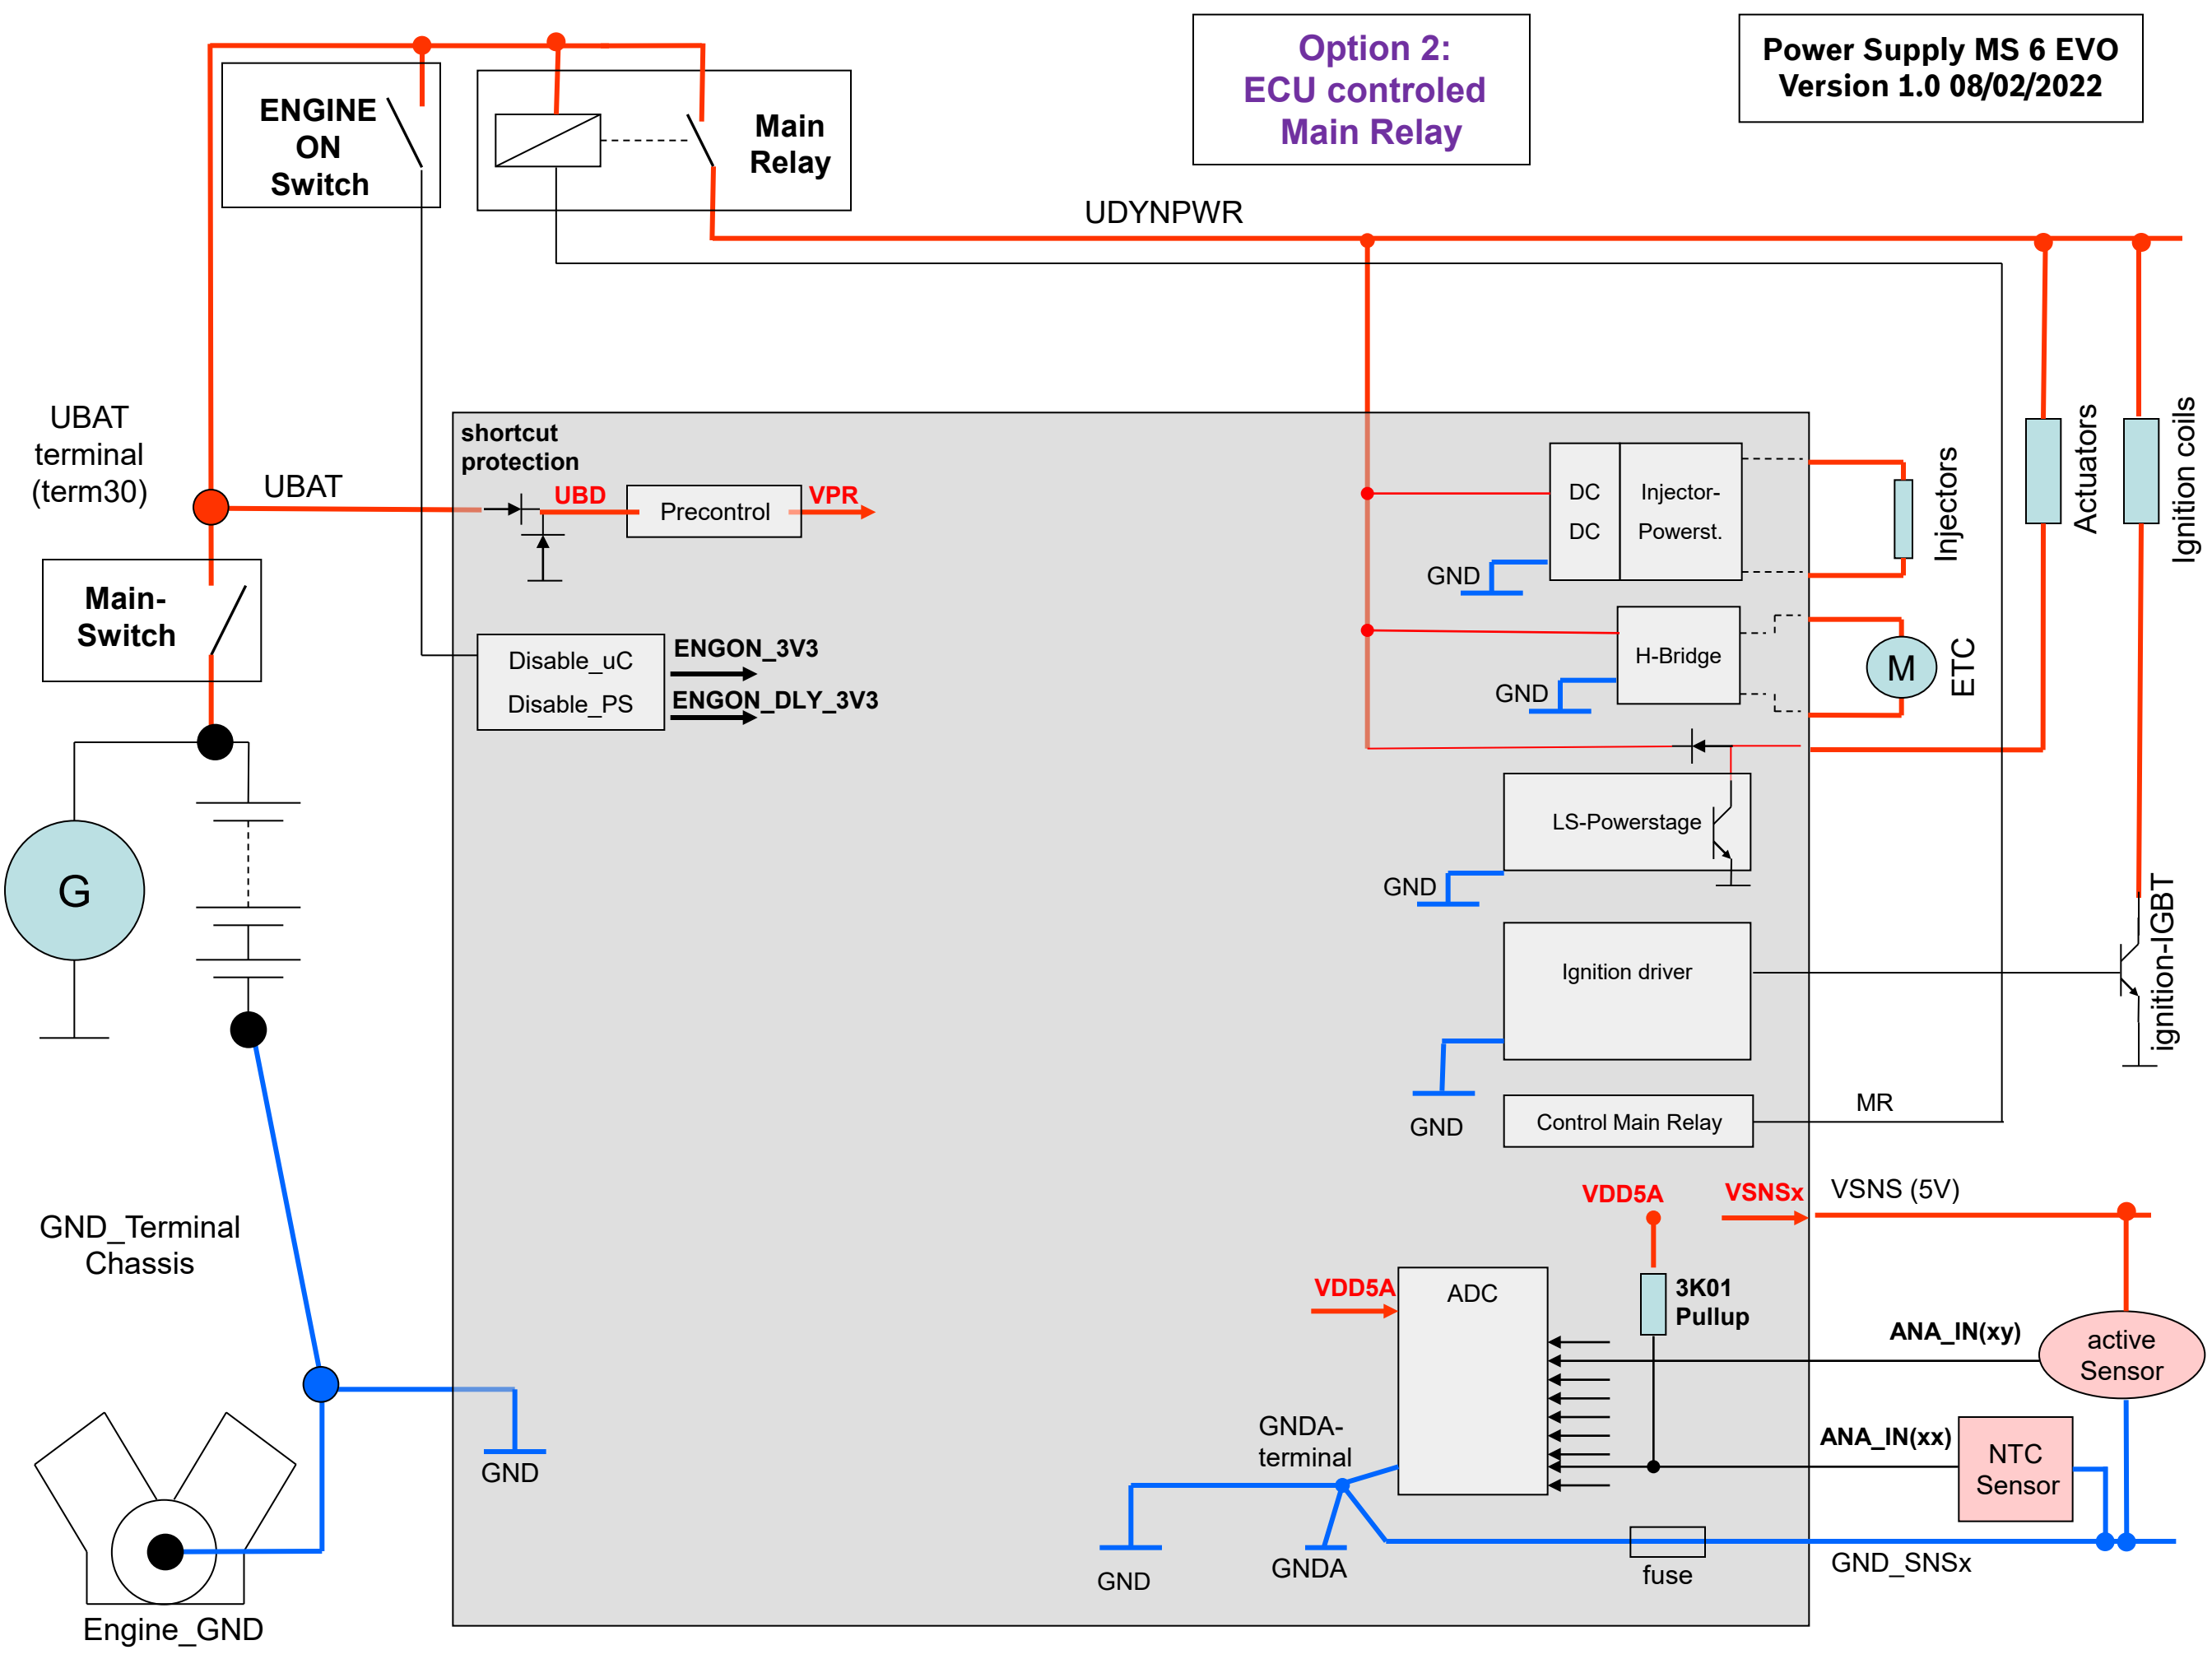 Option 2:
ECU controled
Main Relay
Power Supply MS 6 EVO
Version 1.0 08/02/2022
ENGINE
ON
Switch
Main
Relay
UDYNPWR
UBAT
terminal
(term30)
UBAT
shortcut
protection
UBD
Precontrol
VPR
Main-
Switch
Disable_uC
Disable_PS
ENGON_3V3
ENGON_DLY_3V3
G
DC
DC
Injector-
Powerst.
GND
Injectors
Actuators
Ignition coils
H-Bridge
GND
M
ETC
LS-Powerstage
GND
Ignition driver
GND
ignition-IGBT
Control Main Relay
MR
VDD5A
VSNSx
VSNS (5V)
GND_Terminal
Chassis
VDD5A
ADC
3K01
Pullup
ANA_IN(xy)
active
Sensor
GNDA-
terminal
ANA_IN(xx)
NTC
Sensor
GND
GND
GNDA
fuse
GND_SNSx
Engine_GND